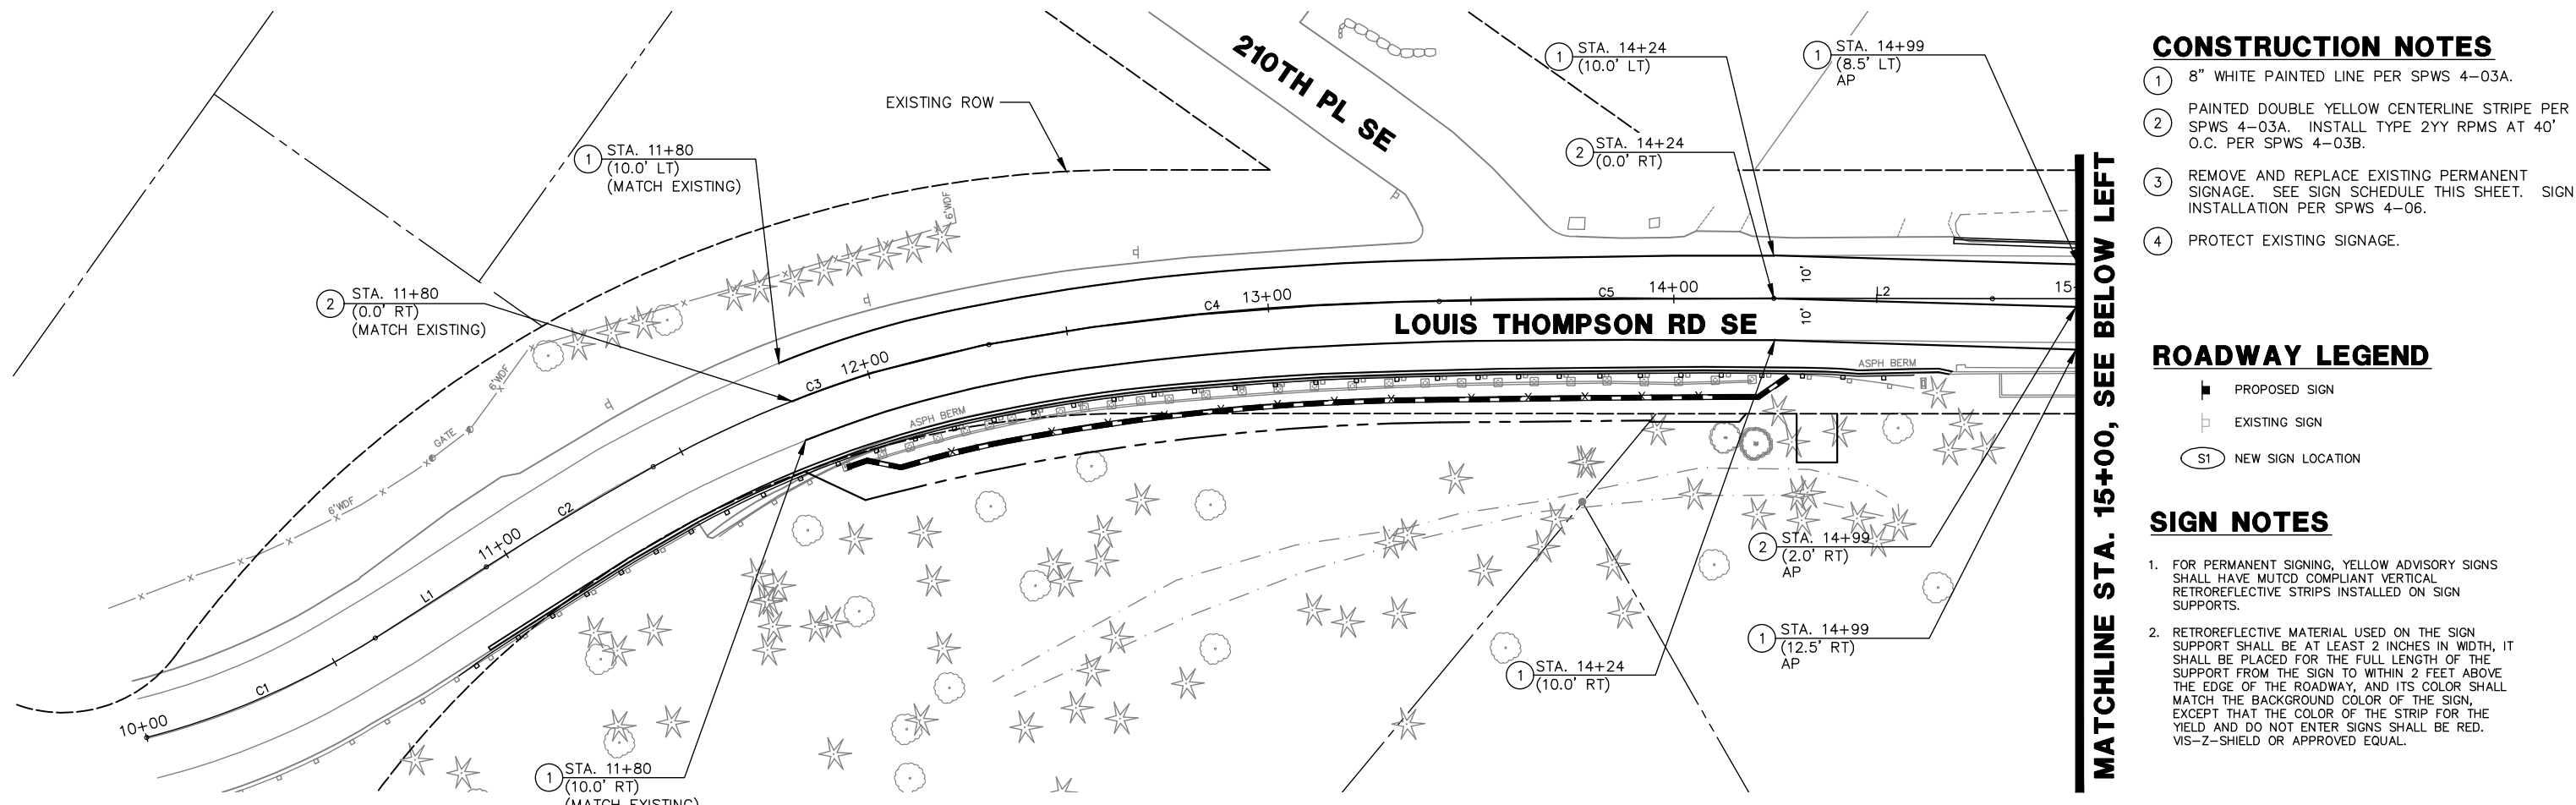 210TH PL SE
1 STA. 14+24
(10.0' LT)
1 STA. 14+99
(8.5' LT)
AP
EXISTING ROW
1 STA. 11+80
(10.0' LT)
(MATCH EXISTING)
2 STA. 14+24
(0.0' RT)
6'WDF
2 STA. 11+80
(0.0' RT)
(MATCH EXISTING)
13+00
C4
C5
14+00
10'
10'
L2
15
LOUIS THOMPSON RD SE
12+00
C3
ASPH BERM
ASPH BERM
6'WDF
GATE
6'WDF
C2
11+00
L1
C1
10+00
2 STA. 14+99
(2.0' RT)
AP
1 STA. 14+99
(12.5' RT)
AP
1 STA. 14+24
(10.0' RT)
1 STA. 11+80
(10.0' RT)
(MATCH EXISTING)
MATCHLINE STA. 15+00, SEE BELOW LEFT
CONSTRUCTION NOTES
1 8" WHITE PAINTED LINE PER SPWS 4-03A.
2 PAINTED DOUBLE YELLOW CENTERLINE STRIPE PER
SPWS 4-03A. INSTALL TYPE 2YY RPMS AT 40'
O.C. PER SPWS 4-03B.
3 REMOVE AND REPLACE EXISTING PERMANENT
SIGNAGE. SEE SIGN SCHEDULE THIS SHEET. SIGN
INSTALLATION PER SPWS 4-06.
4 PROTECT EXISTING SIGNAGE.
ROADWAY LEGEND
PROPOSED SIGN
EXISTING SIGN
S1 NEW SIGN LOCATION
SIGN NOTES
1. FOR PERMANENT SIGNING, YELLOW ADVISORY SIGNS
SHALL HAVE MUTCD COMPLIANT VERTICAL
RETROREFLECTIVE STRIPS INSTALLED ON SIGN
SUPPORTS.
2. RETROREFLECTIVE MATERIAL USED ON THE SIGN
SUPPORT SHALL BE AT LEAST 2 INCHES IN WIDTH, IT
SHALL BE PLACED FOR THE FULL LENGTH OF THE
SUPPORT FROM THE SIGN TO WITHIN 2 FEET ABOVE
THE EDGE OF THE ROADWAY, AND ITS COLOR SHALL
MATCH THE BACKGROUND COLOR OF THE SIGN,
EXCEPT THAT THE COLOR OF THE STRIP FOR THE
YIELD AND DO NOT ENTER SIGNS SHALL BE RED.
VIS-Z-SHIELD OR APPROVED EQUAL.